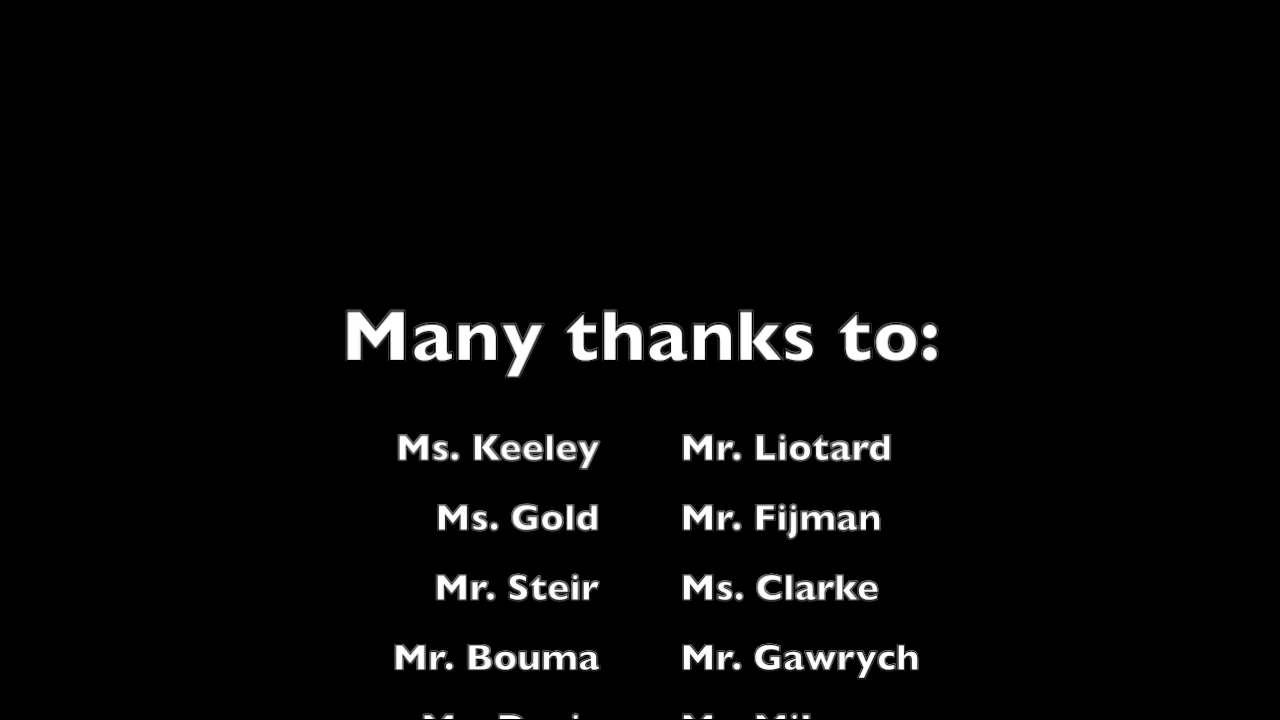 Many thanks to:
Ms. Keeley Mr. Liotard
Ms. Gold Mr. Fijman
Mr. Steir Ms. Clarke
Mr. Bouma Mr. Gawrych